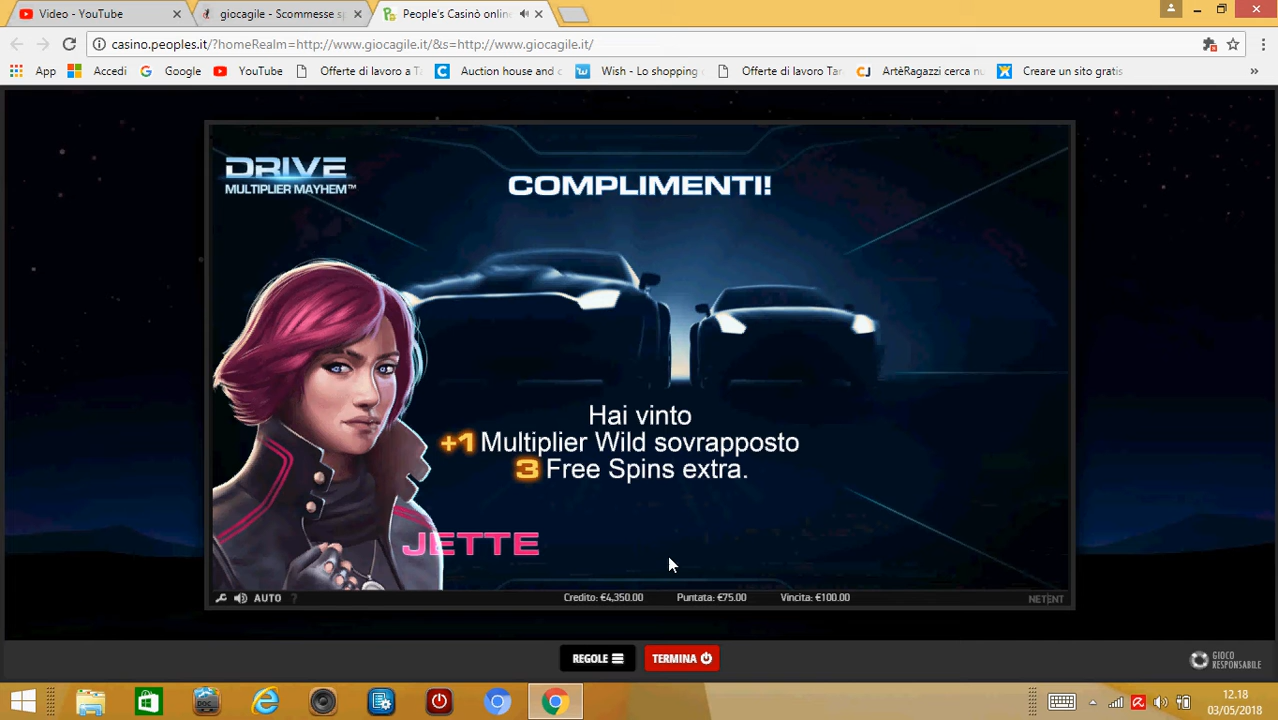 Video - YouTube
giocagile - Scommesse sp
People's Casinò online
casino.peoples.it/?homeRealm=http://www.giocagile.it/&s=http://www.giocagile.it/
App
Accedi
Google
YouTube
Offerte di lavoro a Ta
Auction house and c
Wish - Lo shopping
Offerte di lavoro Tar
ArtèRagazzi cerca nu
Creare un sito gratis
DRIVE
MULTIPLIER MAYHEM™
COMPLIMENTI!
Hai vinto
+1 Multiplier Wild sovrapposto
3 Free Spins extra.
JETTE
AUTO ?
Credito: €4,350.00
Puntata: €75.00
Vincita: €100.00
NETENT
REGOLE
TERMINA
GIOCO
RESPONSABILE
DOC
12.18
03/05/2018